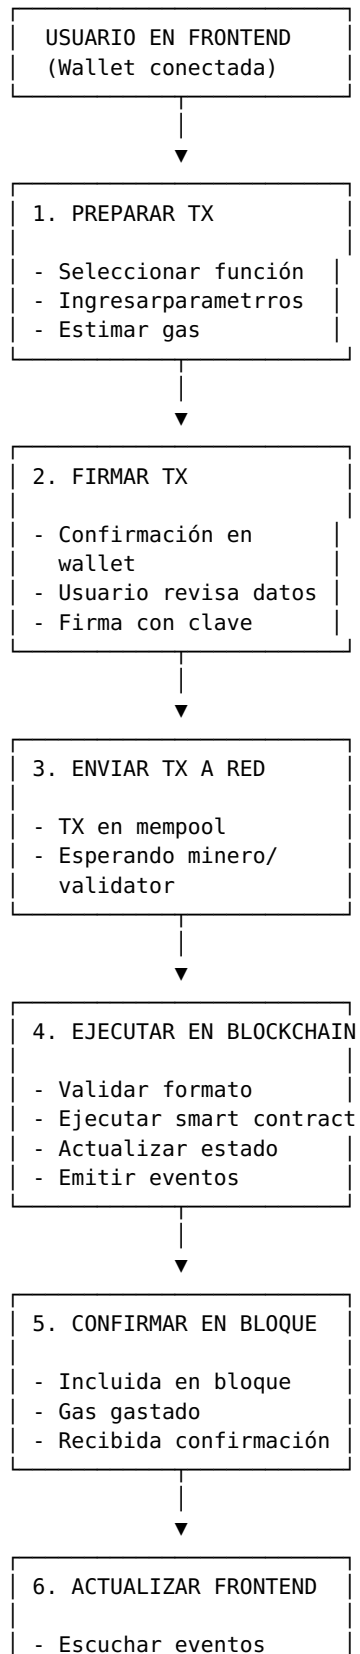 USUARIO EN FRONTEND
(Wallet conectada)
1. PREPARAR TX
- Seleccionar función
- Ingresarparametrros
- Estimar gas
2. FIRMAR TX
- Confirmación en
wallet
- Usuario revisa datos
- Firma con clave
3. ENVIAR TX A RED
- TX en mempool
- Esperando minero/
validator
4. EJECUTAR EN BLOCKCHAIN
- Validar formato
- Ejecutar smart contract
- Actualizar estado
- Emitir eventos
5. CONFIRMAR EN BLOQUE
- Incluida en bloque
- Gas gastado
- Recibida confirmación
6. ACTUALIZAR FRONTEND
- Escuchar eventos